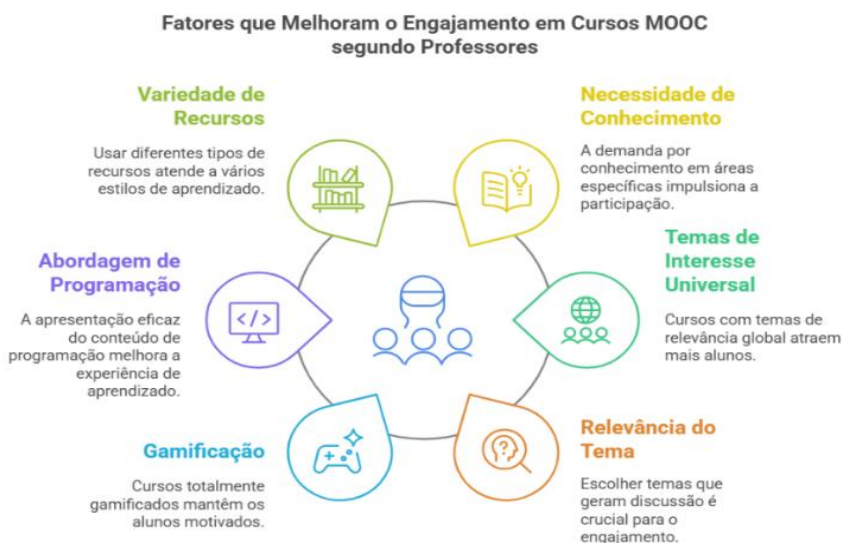 Fatores que Melhoram o Engajamento em Cursos MOOC
segundo Professores
Variedade de
Recursos
Usar diferentes tipos de
recursos atende a vários
estilos de aprendizado.
Necessidade de
Conhecimento
A demanda por
conhecimento em áreas
específicas impulsiona a
participação.
Abordagem de
Programação
A apresentação eficaz
do conteúdo de
programação melhora a
experiência de
aprendizado.
</>
Temas de
Interesse
Universal
Cursos com temas de
relevância global atraem
mais alunos.
Gamificação
Cursos totalmente
gamificados mantêm os
alunos motivados.
?
Relevância do
Tema
Escolher temas que
geram discussão é
crucial para o
engajamento.